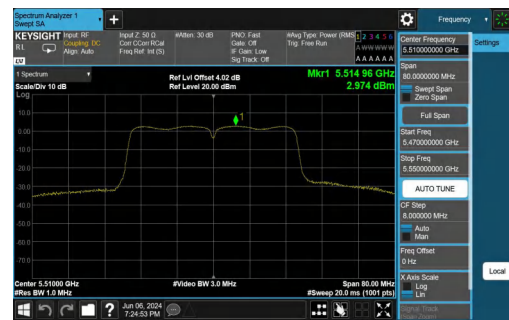 Spectrum Analyzer 1
Swept SA
+
Frequency
KEYSIGHT
Input: RF
Coupling: DC
Align: Auto
RL
LXI
Input Z: 50 Ω
Corr CCorr RCal
Freq Ref: Int (S)
#Atten: 30 dB
PNO: Fast
Gate: Off
IF Gain: Low
Sig Track: Off
#Avg Type: Power (RMS
Trig: Free Run
1 2 3 4 5 6
A W W W W W
A A A A A A
Center Frequency
5.510000000 GHz
Settings
Span
80.0000000 MHz
Swept Span
Zero Span
Full Span
Start Freq
5.470000000 GHz
Stop Freq
5.550000000 GHz
AUTO TUNE
CF Step
8.000000 MHz
Auto
Man
Freq Offset
0 Hz
X Axis Scale
Log
Lin
Local
1 Spectrum
Scale/Div 10 dB
Log
Ref Lvl Offset 4.02 dB
Ref Level 20.00 dBm
Mkr1 5.514 96 GHz
2.974 dBm
1
10.0
0.00
-10.0
-20.0
-30.0
-40.0
-50.0
-60.0
-70.0
Center 5.51000 GHz
#Res BW 1.0 MHz
#Video BW 3.0 MHz
Span 80.00 MHz
#Sweep 20.0 ms (1001 pts)
?
Jun 06, 2024
7:24:53 PM
Signal Track